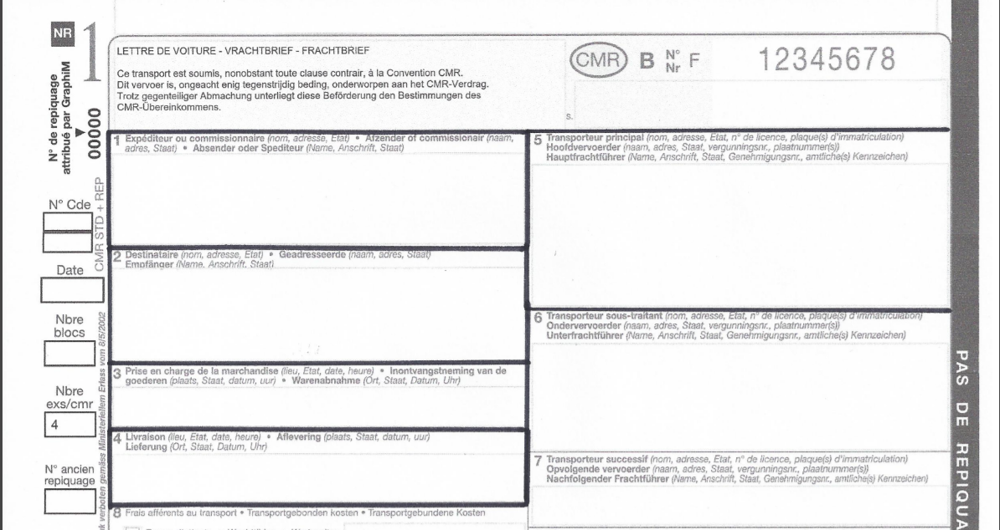 NR
1
N° de repiquage
attribué par GraphiM
00000
LETTRE DE VOITURE - VRACHTBRIEF - FRACHTBRIEF
Ce transport est soumis, nonobstant toute clause contrair, à la Convention CMR.
Dit vervoer is, ongeacht enig tegenstrijdig beding, onderworpen aan het CMR-Verdrag.
Trotz gegenteiliger Abmachung unterliegt diese Beförderung den Bestimmungen des
CMR-Übereinkommens.
CMR B N° Nr F 12345678
s.
1 Expéditeur ou commissionnaire (nom, adresse, Etat) • Afzender of commissionair (naam,
adres, Staat) • Absender oder Spediteur (Name, Anschrift, Staat)
2 Destinataire (nom, adresse, Etat) • Geadresseerde (naam, adres, Staat)
Empfänger (Name, Anschrift, Staat)
3 Prise en charge de la marchandise (lieu, Etat, date, heure) • Inontvangstneming van de
goederen (plaats, Staat, datum, uur) • Warenabnahme (Ort, Staat, Datum, Uhr)
4 Livraison (lieu, Etat, date, heure) • Aflevering (plaats, Staat, datum, uur)
Lieferung (Ort, Staat, Datum, Uhr)
8 Frais afférents au transport • Transportgebonden kosten • Transportgebundene Kosten
5 Transporteur principal (nom, adresse, Etat, n° de licence, plaque(s) d'immatriculation)
Hoofdvervoerder (naam, adres, Staat, vergunningsnr., plaatnummer(s))
Hauptfrachtführer (Name, Anschrift, Staat, Genehmigungsnr., amtliche(s) Kennzeichen)
6 Transporteur sous-traitant (nom, adresse, Etat, n° de licence, plaque(s) d'immatriculation)
Ondervervoerder (naam, adres, Staat, vergunningsnr., plaatnummer(s))
Unterfrachtführer (Name, Anschrift, Staat, Genehmigungsnr., amtliche(s) Kennzeichen)
7 Transporteur successif (nom, adresse, Etat, n° de licence, plaque(s) d'immatriculation)
Opvolgende vervoerder (naam, adres, Staat, vergunningsnr., plaatnummer(s))
Nachfolgender Frachtführer (Name, Anschrift, Staat, Genehmigungsnr., amtliche(s) Kennzeichen)
N° Cde
Date
Nbre
blocs
Nbre
exs/cmr
4
N° ancien
repiquage
CMR STD + REP
verboten gemäss Ministeriellem Erlass vom 8/5/2002
PAS DE REPIQUA